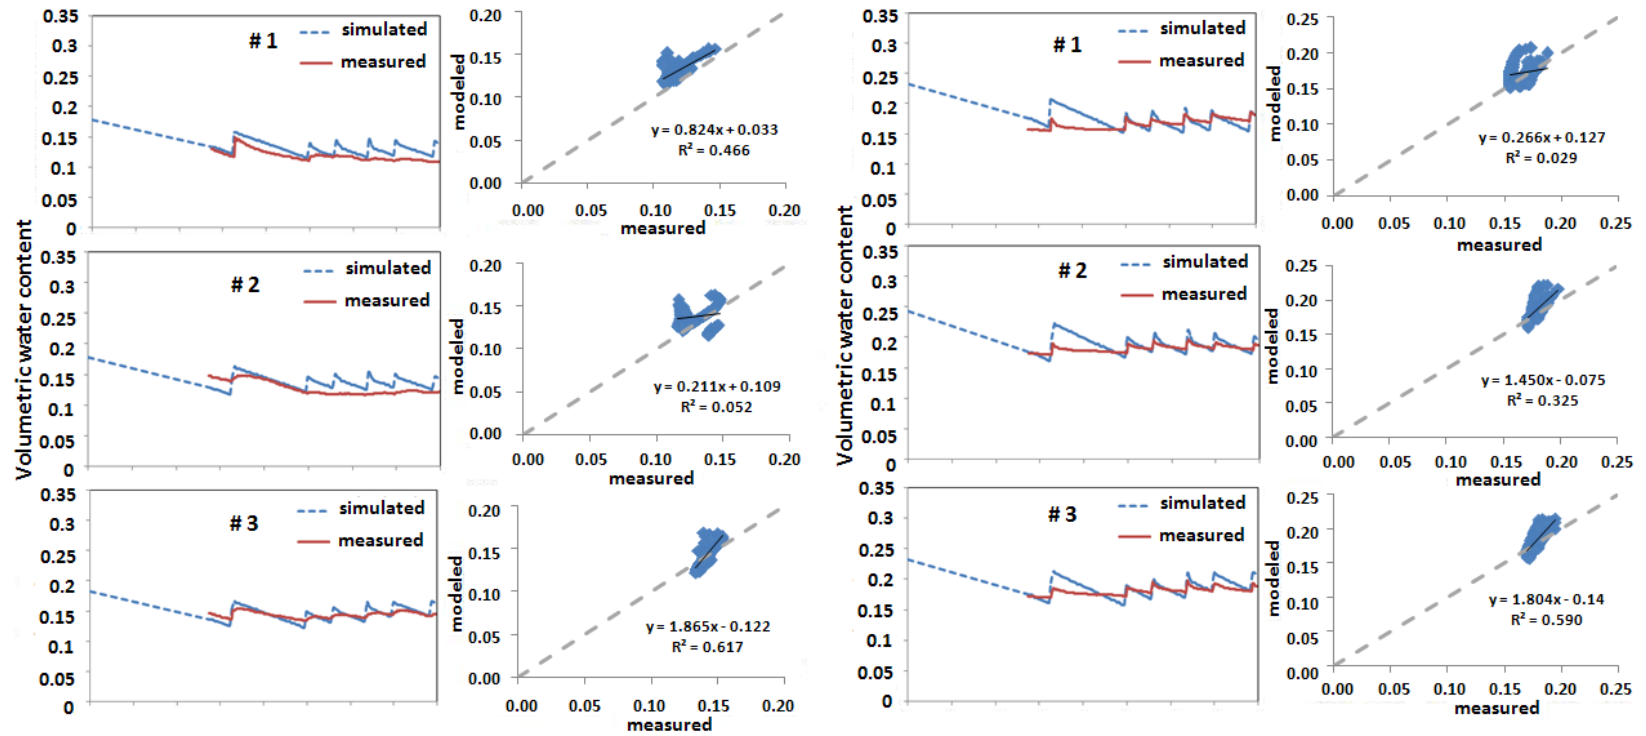 Volumetric water content
0.35
0.3
0.25
0.2
0.15
0.1
0.05
0
# 1
simulated
measured
0.20
0.15
0.10
0.05
0.00
modeled
y = 0.824x + 0.033
R² = 0.466
0.00 0.05 0.10 0.15 0.20
measured
0.35
0.3
0.25
0.2
0.15
0.1
0.05
0
# 2
simulated
measured
0.20
0.15
0.10
0.05
0.00
modeled
y = 0.211x + 0.109
R² = 0.052
0.00 0.05 0.10 0.15 0.20
measured
0.35
0.3
0.25
0.2
0.15
0.1
0.05
0
# 3
simulated
measured
0.20
0.15
0.10
0.05
0.00
modeled
y = 1.865x - 0.122
R² = 0.617
0.00 0.05 0.10 0.15 0.20
measured
Volumetric water content
0.35
0.3
0.25
0.2
0.15
0.1
0.05
0
# 1
simulated
measured
0.25
0.20
0.15
0.10
0.05
0.00
modeled
y = 0.266x + 0.127
R² = 0.029
0.00 0.05 0.10 0.15 0.20 0.25
measured
0.35
0.3
0.25
0.2
0.15
0.1
0.05
0
# 2
simulated
measured
0.25
0.20
0.15
0.10
0.05
0.00
modeled
y = 1.450x - 0.075
R² = 0.325
0.00 0.05 0.10 0.15 0.20 0.25
measured
0.35
0.3
0.25
0.2
0.15
0.1
0.05
0
# 3
simulated
measured
0.25
0.20
0.15
0.10
0.05
0.00
modeled
y = 1.804x - 0.14
R² = 0.590
0.00 0.05 0.10 0.15 0.20 0.25
measured